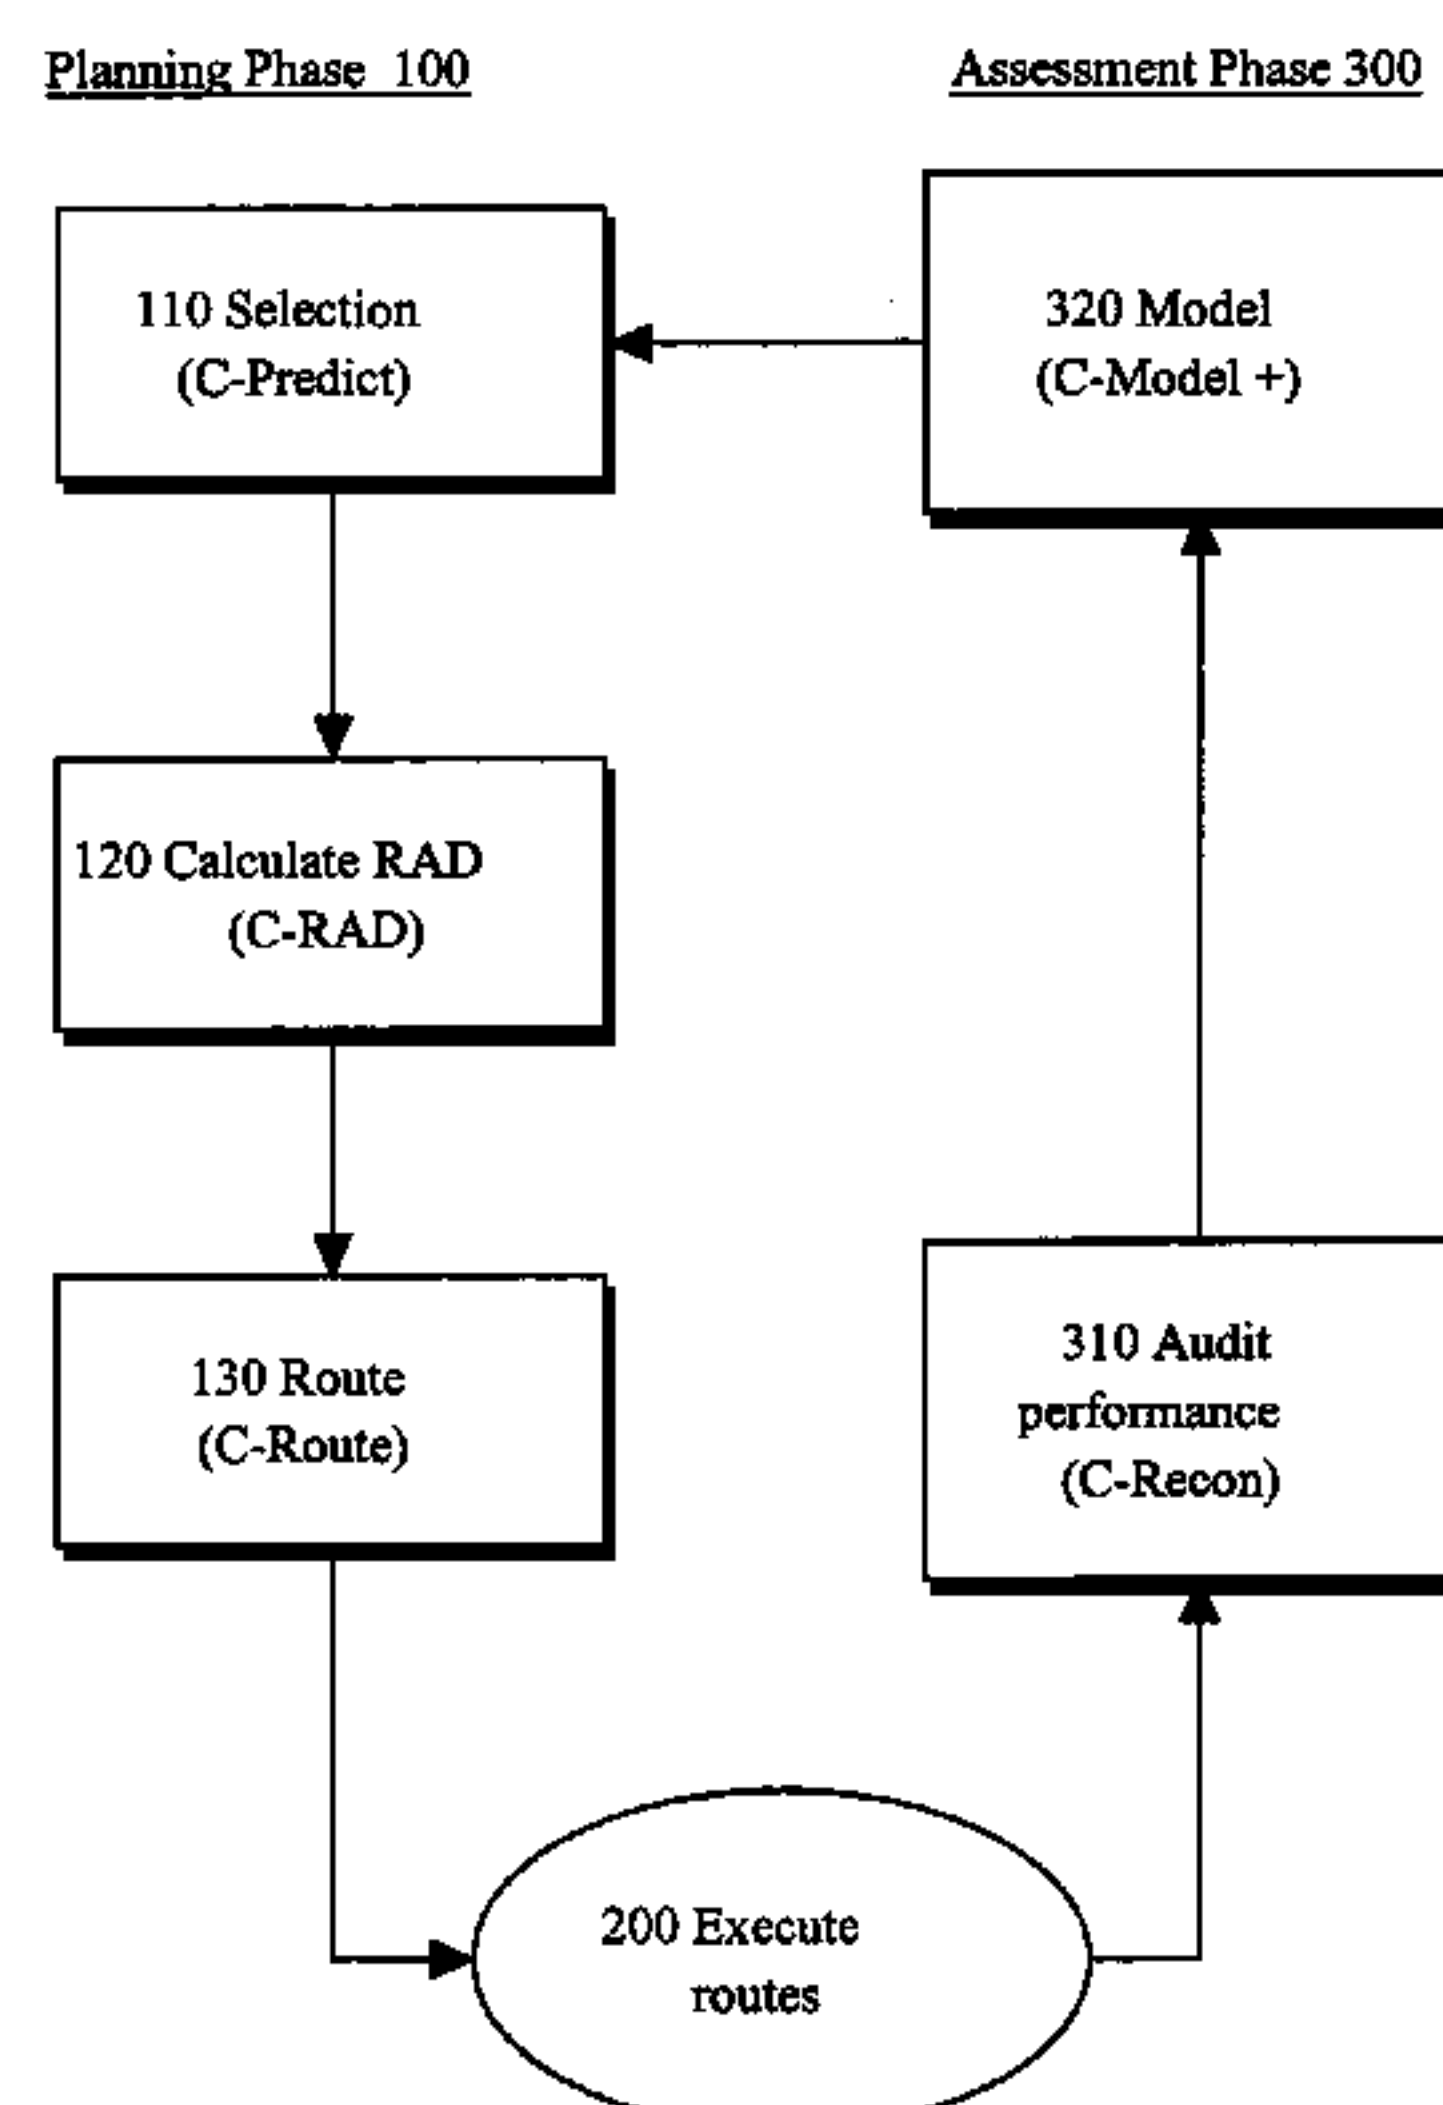 Planning Phase 100
Assessment Phase 300
110 Selection
(C-Predict)
320 Model
(C-Model +)
120 Calculate RAD
(C-RAD)
130 Route
(C-Route)
310 Audit
performance
(C-Recon)
200 Execute
routes